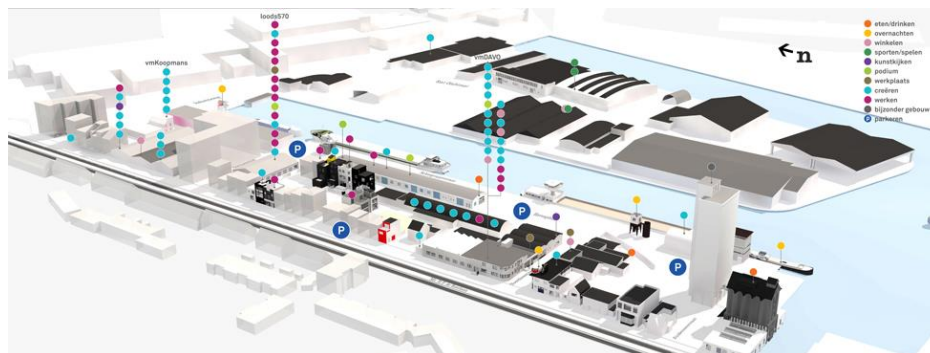 loods570
vmKoopmans
vmDAVO
n
eten/drinken
overnachten
winkelen
sporten/spelen
kunstkijken
podium
werkplaats
creëren
werken
bijzonder gebouw
P parkeren
P
P
P
P